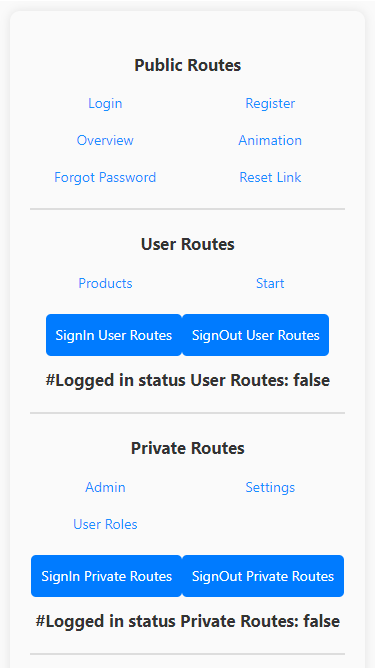 Public Routes
Login Register
Overview Animation
Forgot Password Reset Link
User Routes
Products Start
SignIn User Routes SignOut User Routes
#Logged in status User Routes: false
Private Routes
Admin Settings
User Roles
SignIn Private Routes SignOut Private Routes
#Logged in status Private Routes: false